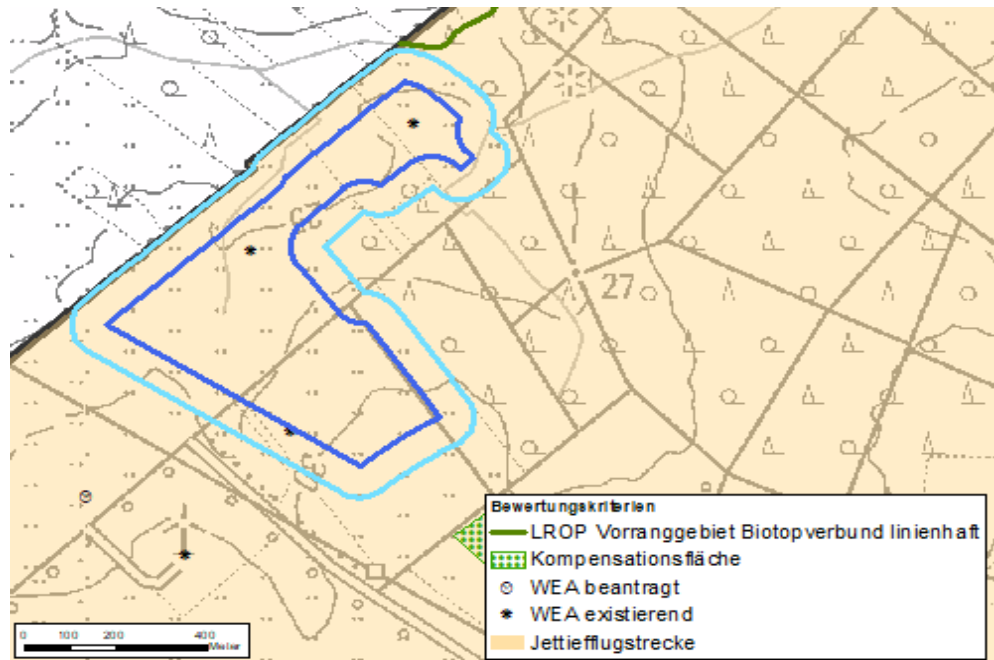 27
Bewertungskriterien
LROP Vorranggebiet Biotopverbund linienhaft
Kompensationsfläche
WEA beantragt
WEA existierend
Jettiefflugstrecke
0 100 200 400
Meter